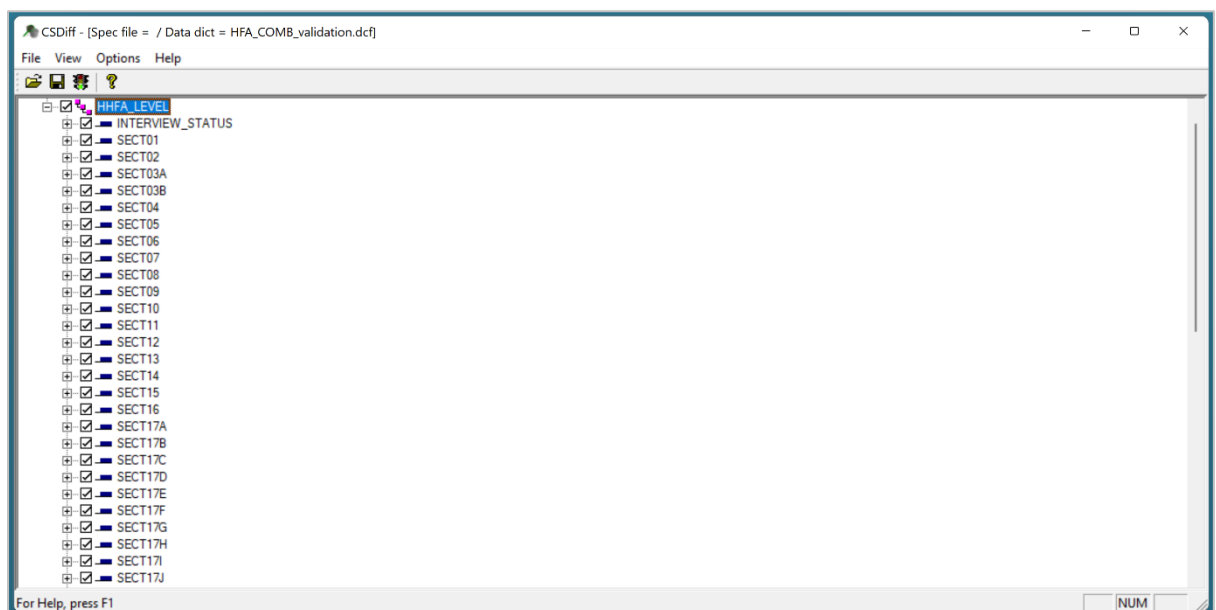 CSDiff - [Spec file = / Data dict = HFA_COMB_validation.dcf]
File View Options Help
HHFA_LEVEL
INTERVIEW_STATUS
SECT01
SECT02
SECT03A
SECT03B
SECT04
SECT05
SECT06
SECT07
SECT08
SECT09
SECT10
SECT11
SECT12
SECT13
SECT14
SECT15
SECT16
SECT17A
SECT17B
SECT17C
SECT17D
SECT17E
SECT17F
SECT17G
SECT17H
SECT17I
SECT17J
For Help, press F1
NUM